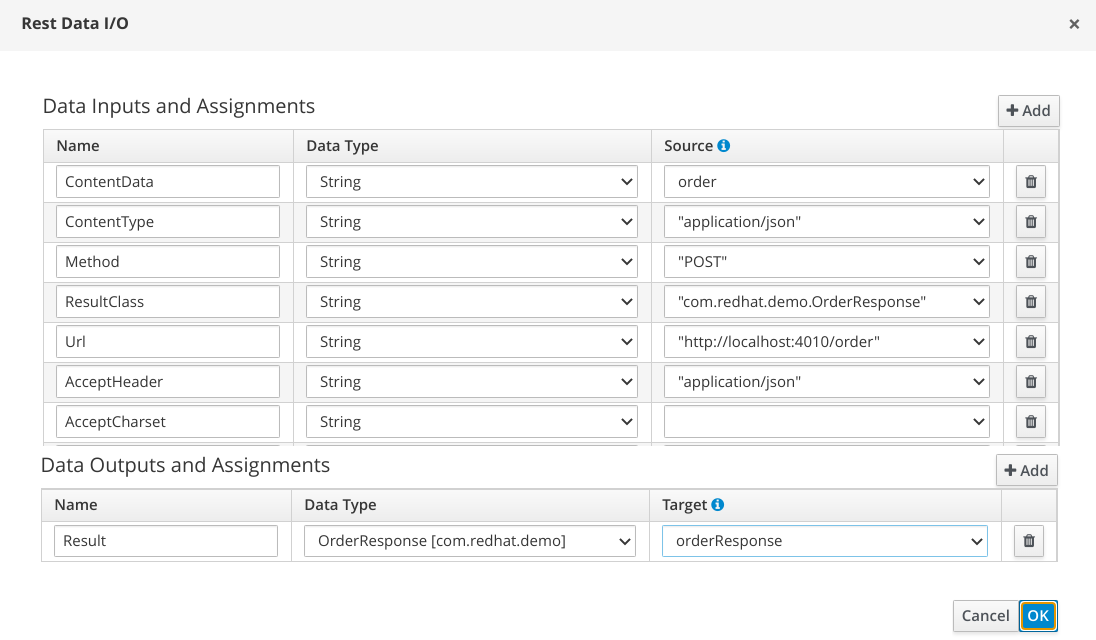 Rest Data I/O ×
Data Inputs and Assignments
+ Add
Name Data Type Source
ContentData String order
ContentType String "application/json"
Method String "POST"
ResultClass String "com.redhat.demo.OrderResponse"
Url String "http://localhost:4010/order"
AcceptHeader String "application/json"
AcceptCharset String
Data Outputs and Assignments
+ Add
Name Data Type Target
Result OrderResponse [com.redhat.demo] orderResponse
Cancel OK